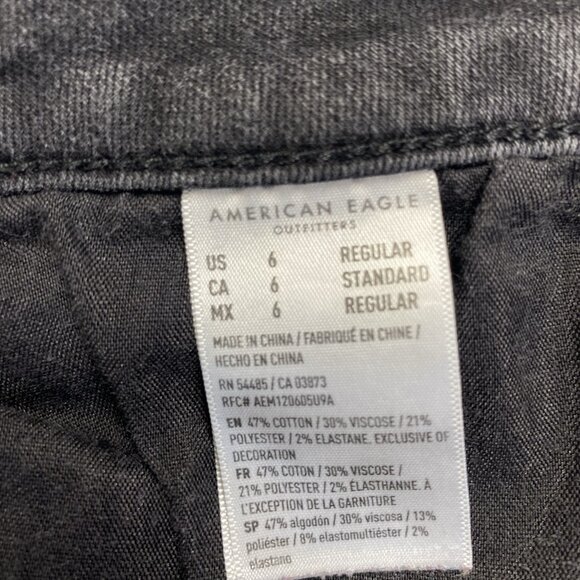 AMERICAN EAGLE
OUTFITTERS
US 6 REGULAR
CA 6 STANDARD
MX 6 REGULAR
MADE IN CHINA / FABRIQUÉ EN CHINE /
HECHO EN CHINA
RN 54485 / CA 03873
RFC# AEM120605U9A
EN 47% COTTON / 30% VISCOSE / 21%
POLYESTER / 2% ELASTANE. EXCLUSIVE OF
DECORATION
FR 47% COTON / 30% VISCOSE /
21% POLYESTER / 2% ÉLASTHANNE. À
L'EXCEPTION DE LA GARNITURE
SP 47% algodón / 30% viscosa / 13%
poliéster / 8% elastomultiéster / 2%
elastano